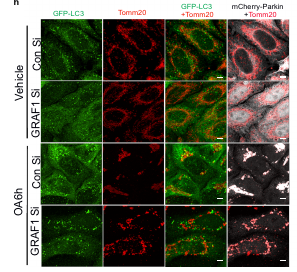 h
GFP-LC3 Tomm20 GFP-LC3 mCherry-Parkin
+Tomm20 +Tomm20
Vehicle
Con Si
GRAF1 Si
OA6h
Con Si
GRAF1 Si